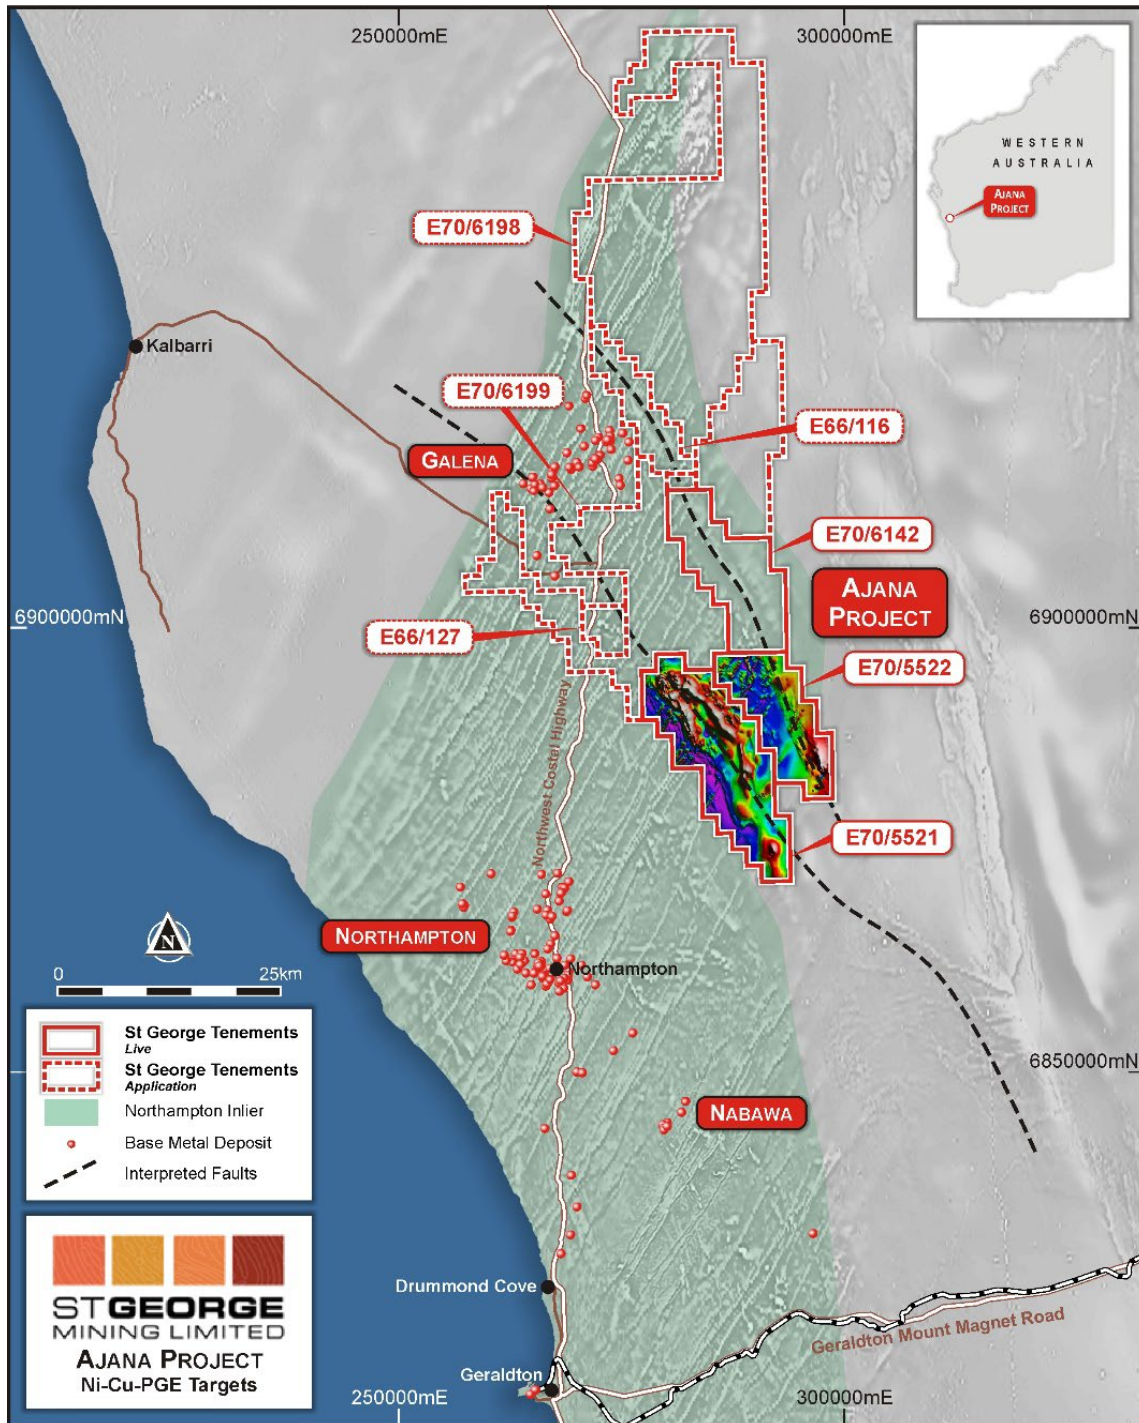 250000mE
300000mE
WESTERN
AUSTRALIA
AJANA
PROJECT
E70/6198
Kalbarri
E70/6199
E66/116
GALENA
E70/6142
AJANA
PROJECT
6900000mN
6900000mN
E66/127
E70/5522
Northwest Costal Highway
E70/5521
NORTHAMPTON
N
Northampton
0
25km
St George Tenements
Live
St George Tenements
Application
Northampton Inlier
Base Metal Deposit
Interpreted Faults
6850000mN
NABAWA
STGEORGE
MINING LIMITED
AJANA PROJECT
Ni-Cu-PGE Targets
Drummond Cove
Geraldton Mount Magnet Road
Geraldton
250000mE
300000mE